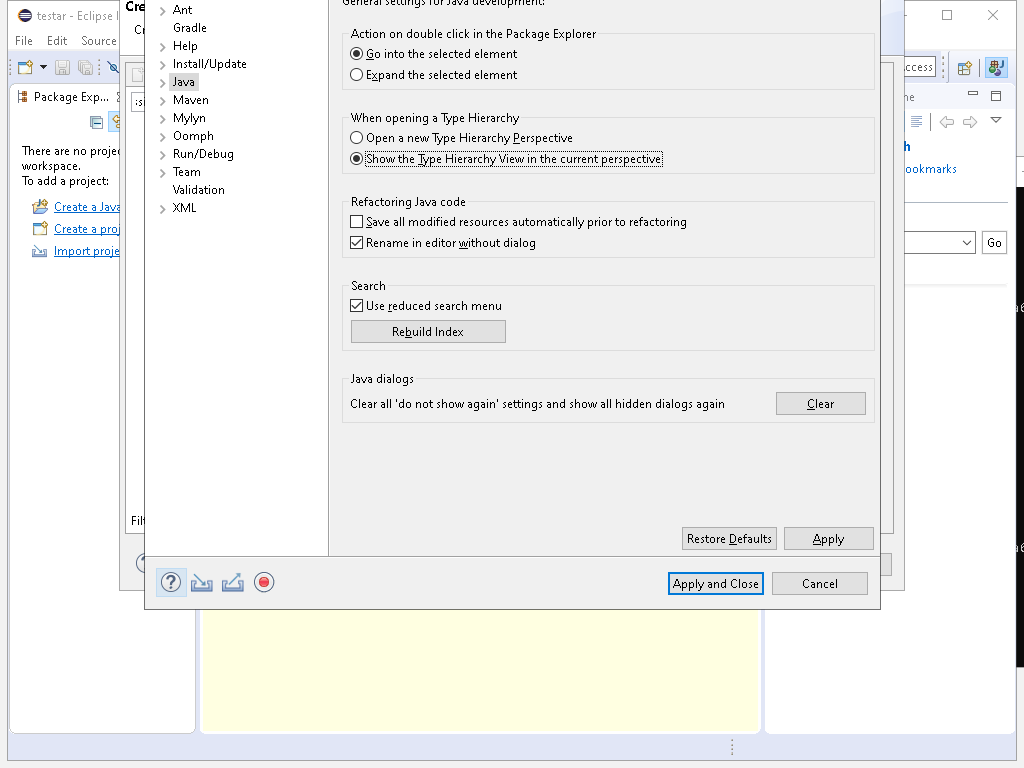 testar - Eclipse I
File Edit Source
Package Exp...
There are no proje
workspace.
To add a project:
Create a Java
Create a proj
Import proje
Cre
Cr
:si
Filt
Ant
Gradle
Help
Install/Update
Java
Maven
Mylyn
Oomph
Run/Debug
Team
Validation
XML
General settings for Java development:
Action on double click in the Package Explorer
Go into the selected element
Expand the selected element
When opening a Type Hierarchy
Open a new Type Hierarchy Perspective
Show the Type Hierarchy View in the current perspective
Refactoring Java code
Save all modified resources automatically prior to refactoring
Rename in editor without dialog
Search
Use reduced search menu
Rebuild Index
Java dialogs
Clear all 'do not show again' settings and show all hidden dialogs again
Clear
Restore Defaults
Apply
Apply and Close
Cancel
ccess
ne
h
ookmarks
Go